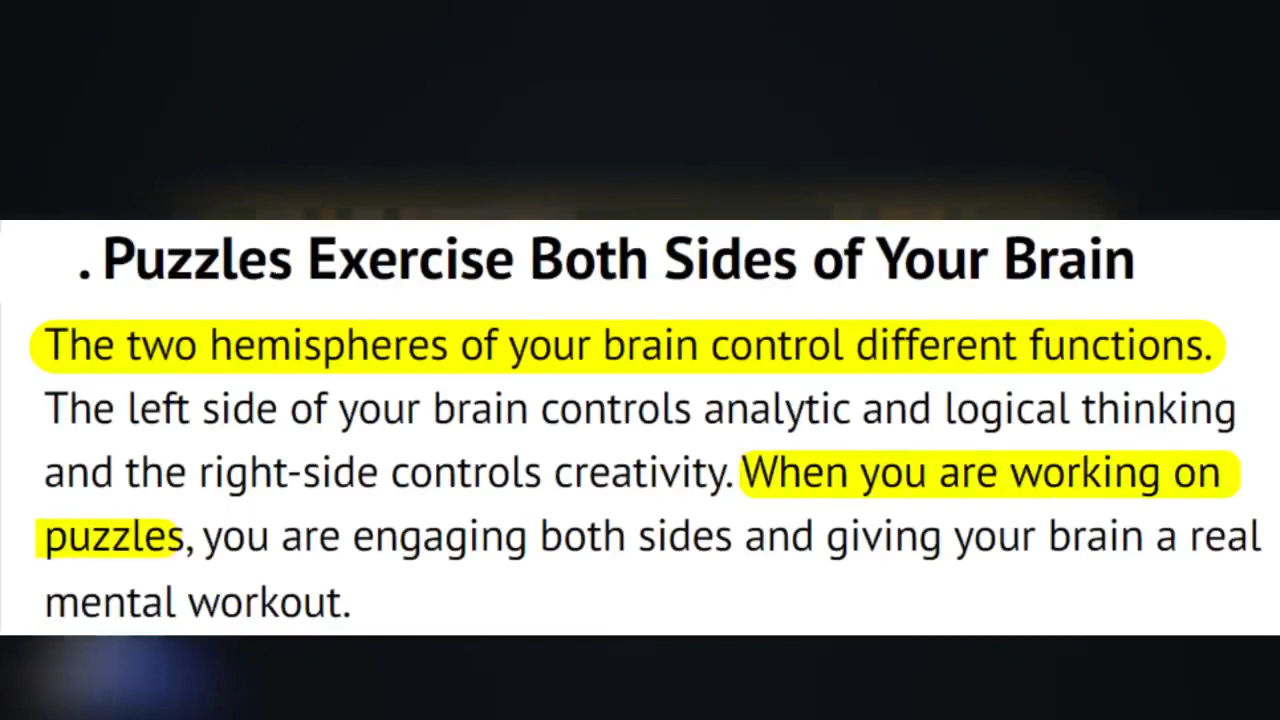 . Puzzles Exercise Both Sides of Your Brain
The two hemispheres of your brain control different functions.
The left side of your brain controls analytic and logical thinking
and the right-side controls creativity. When you are working on
puzzles, you are engaging both sides and giving your brain a real
mental workout.